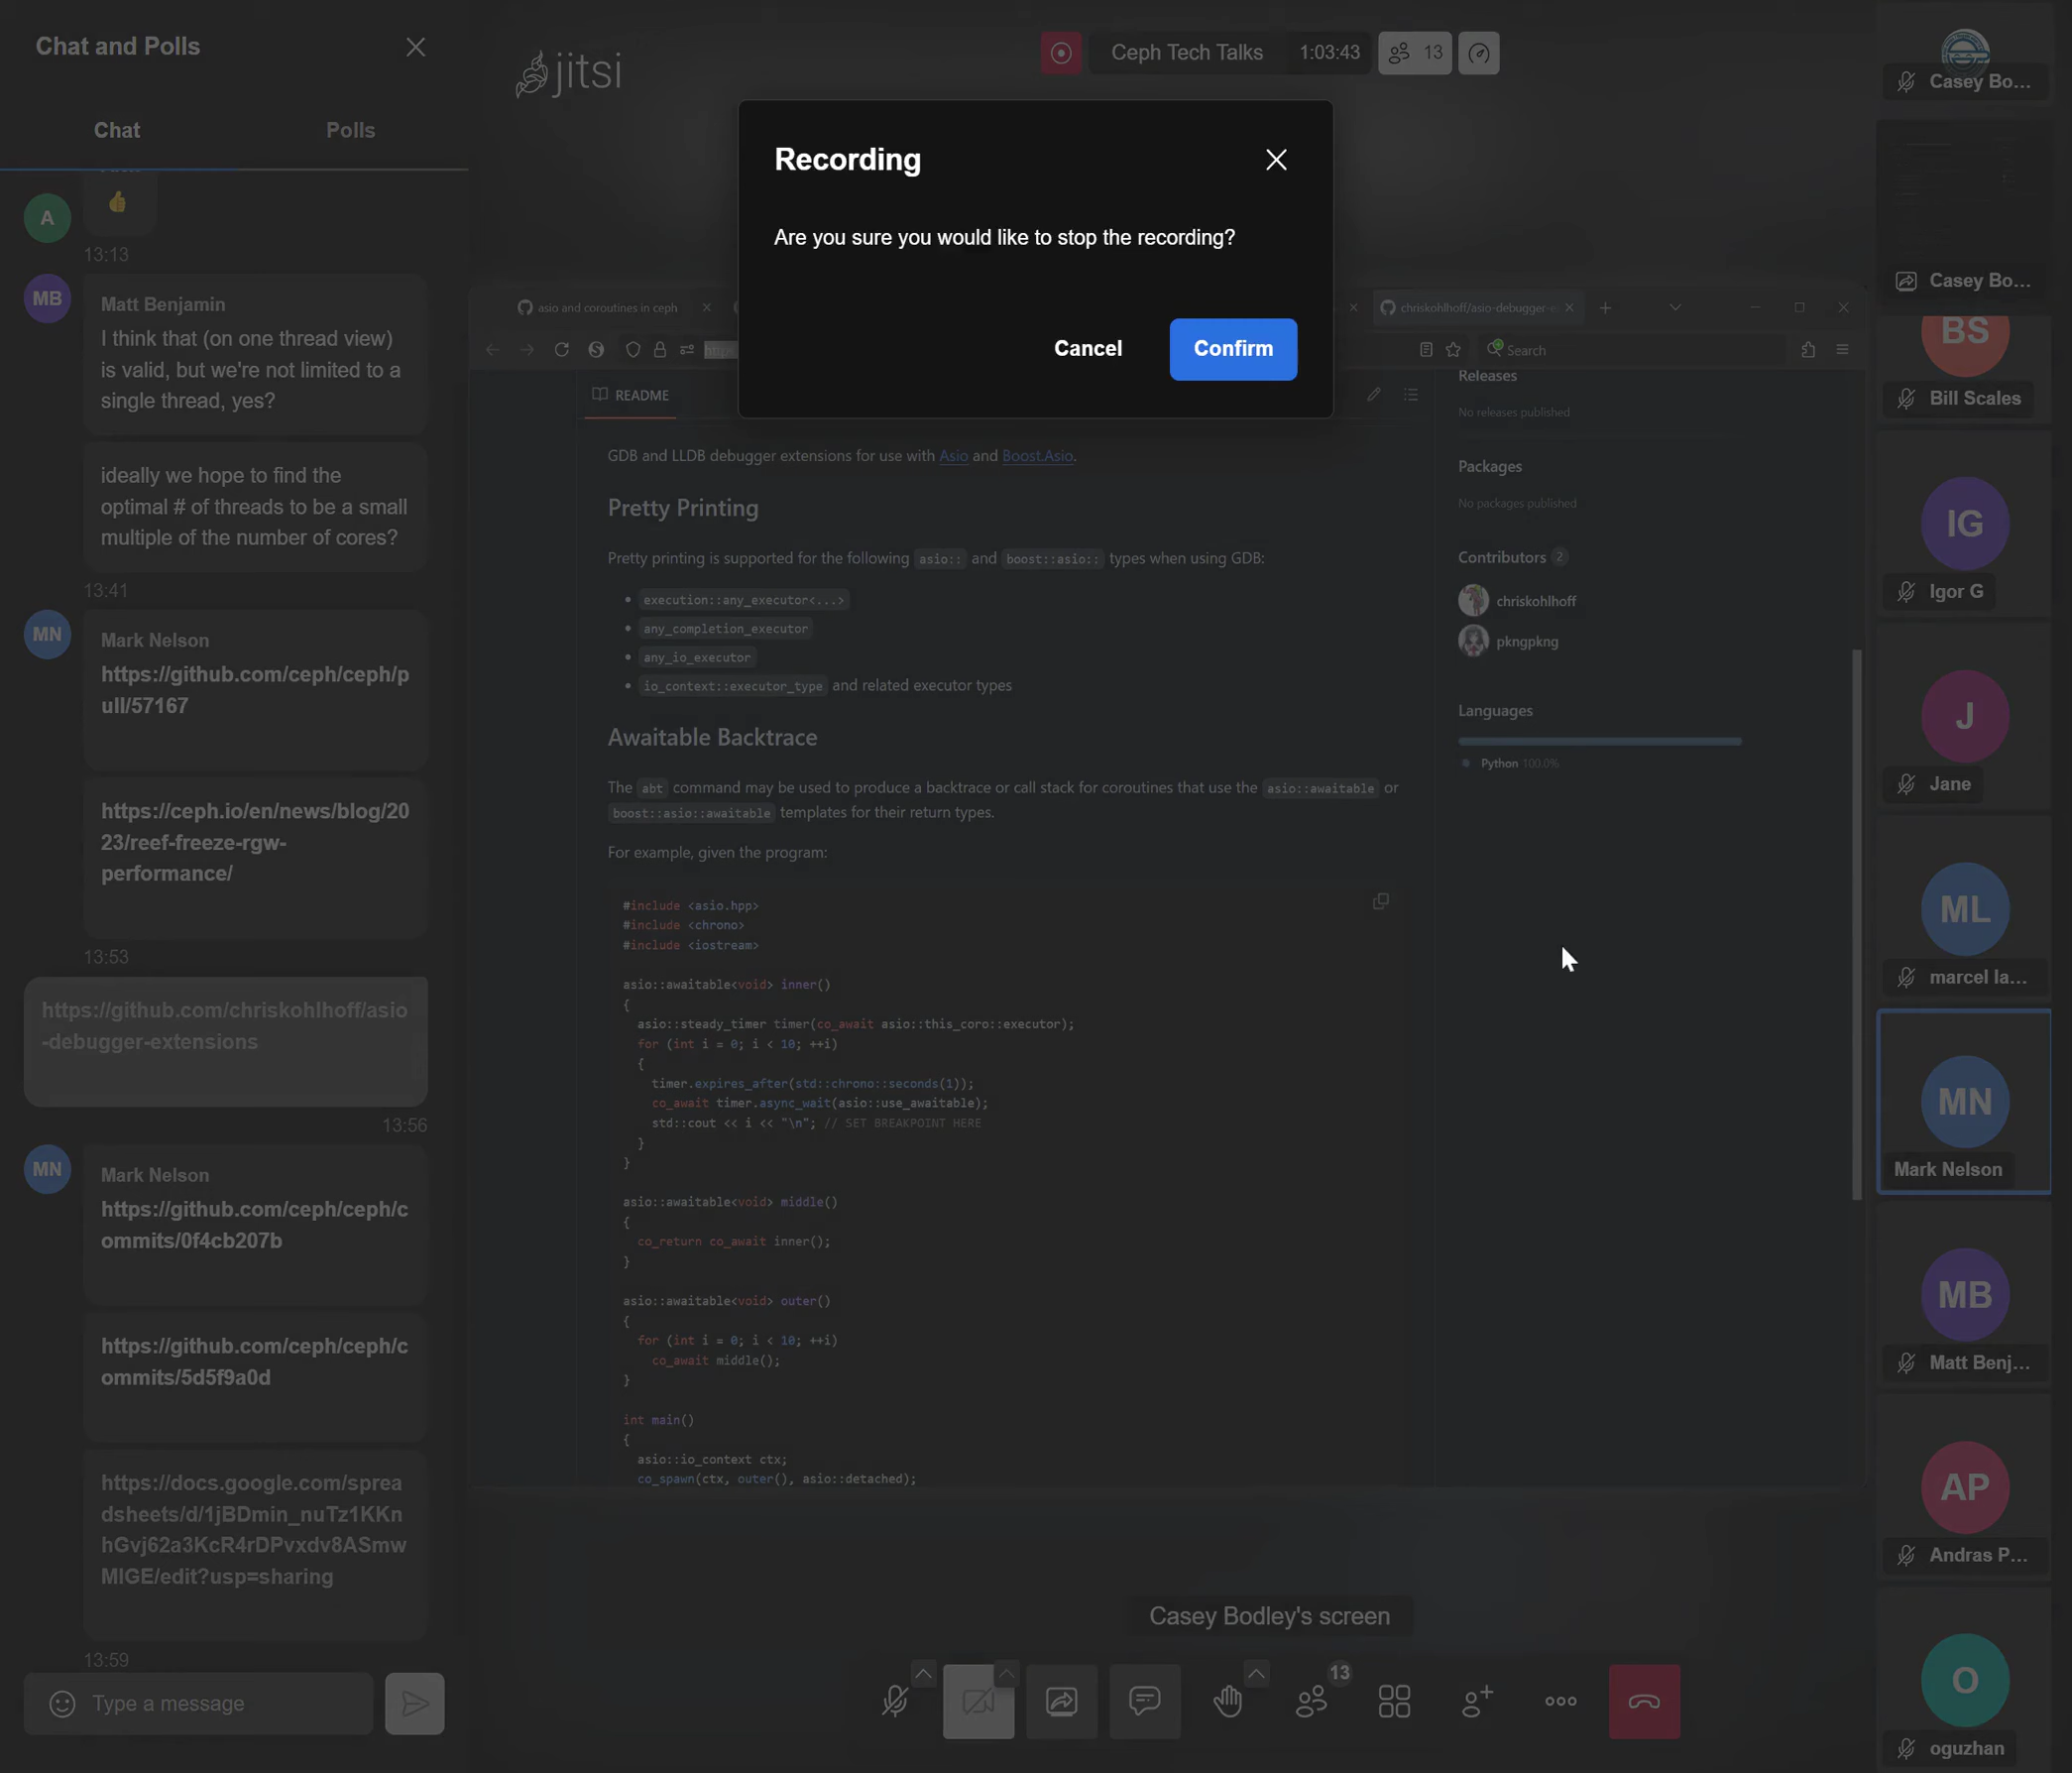 Chat and Polls
Chat
Polls
A
👍
13:13
MB
Matt Benjamin
I think that (on one thread view)
is valid, but we're not limited to a
single thread, yes?
ideally we hope to find the
optimal # of threads to be a small
multiple of the number of cores?
13:41
MN
Mark Nelson
https://github.com/ceph/ceph/p
ull/57167
https://ceph.io/en/news/blog/20
23/reef-freeze-rgw-
performance/
13:53
https://github.com/chriskohlhoff/asio
-debugger-extensions
13:56
MN
Mark Nelson
https://github.com/ceph/ceph/c
ommits/0f4cb207b
https://github.com/ceph/ceph/c
ommits/5d5f9a0d
https://docs.google.com/sprea
dsheets/d/1jBDmin_nuTz1KKn
hGvj62a3KcR4rDPvxdv8ASmw
MIGE/edit?usp=sharing
13:59
Type a message
jitsi
Ceph Tech Talks
1:03:43
13
Recording
Are you sure you would like to stop the recording?
Cancel
Confirm
asio and coroutines in ceph
chriskohlhoff/asio-debugger-e
Search
README
GDB and LLDB debugger extensions for use with Asio and Boost.Asio.
Pretty Printing
Pretty printing is supported for the following asio:: and boost::asio:: types when using GDB:
• execution::any_executor<...>
• any_completion_executor
• any_io_executor
• io_context::executor_type and related executor types
Awaitable Backtrace
The abt command may be used to produce a backtrace or call stack for coroutines that use the asio::awaitable or
boost::asio::awaitable templates for their return types.
For example, given the program:
#include <asio.hpp>
#include <chrono>
#include <iostream>
asio::awaitable<void> inner()
{
asio::steady_timer timer(co_await asio::this_coro::executor);
for (int i = 0; i < 10; ++i)
{
timer.expires_after(std::chrono::seconds(1));
co_await timer.async_wait(asio::use_awaitable);
std::cout << i << "\n"; // SET BREAKPOINT HERE
}
}
asio::awaitable<void> middle()
{
co_return co_await inner();
}
asio::awaitable<void> outer()
{
for (int i = 0; i < 10; ++i)
co_await middle();
}
int main()
{
asio::io_context ctx;
co_spawn(ctx, outer(), asio::detached);
Releases
No releases published
Packages
No packages published
Contributors 2
chriskohlhoff
pkngpkng
Languages
Python 100.0%
Casey Bodley's screen
13
Casey Bo...
Casey Bo...
BS
Bill Scales
IG
Igor G
J
Jane
ML
marcel la...
MN
Mark Nelson
MB
Matt Benj...
AP
Andras P...
O
oguzhan